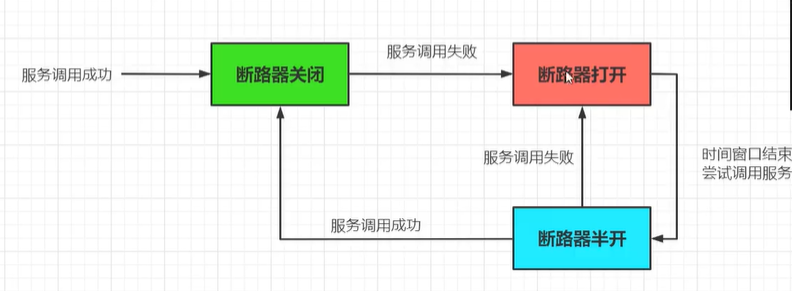 服务调用失败
服务调用成功
断路器关闭
断路器打开
服务调用失败
时间窗口结束
尝试调用服务
服务调用成功
断路器半开